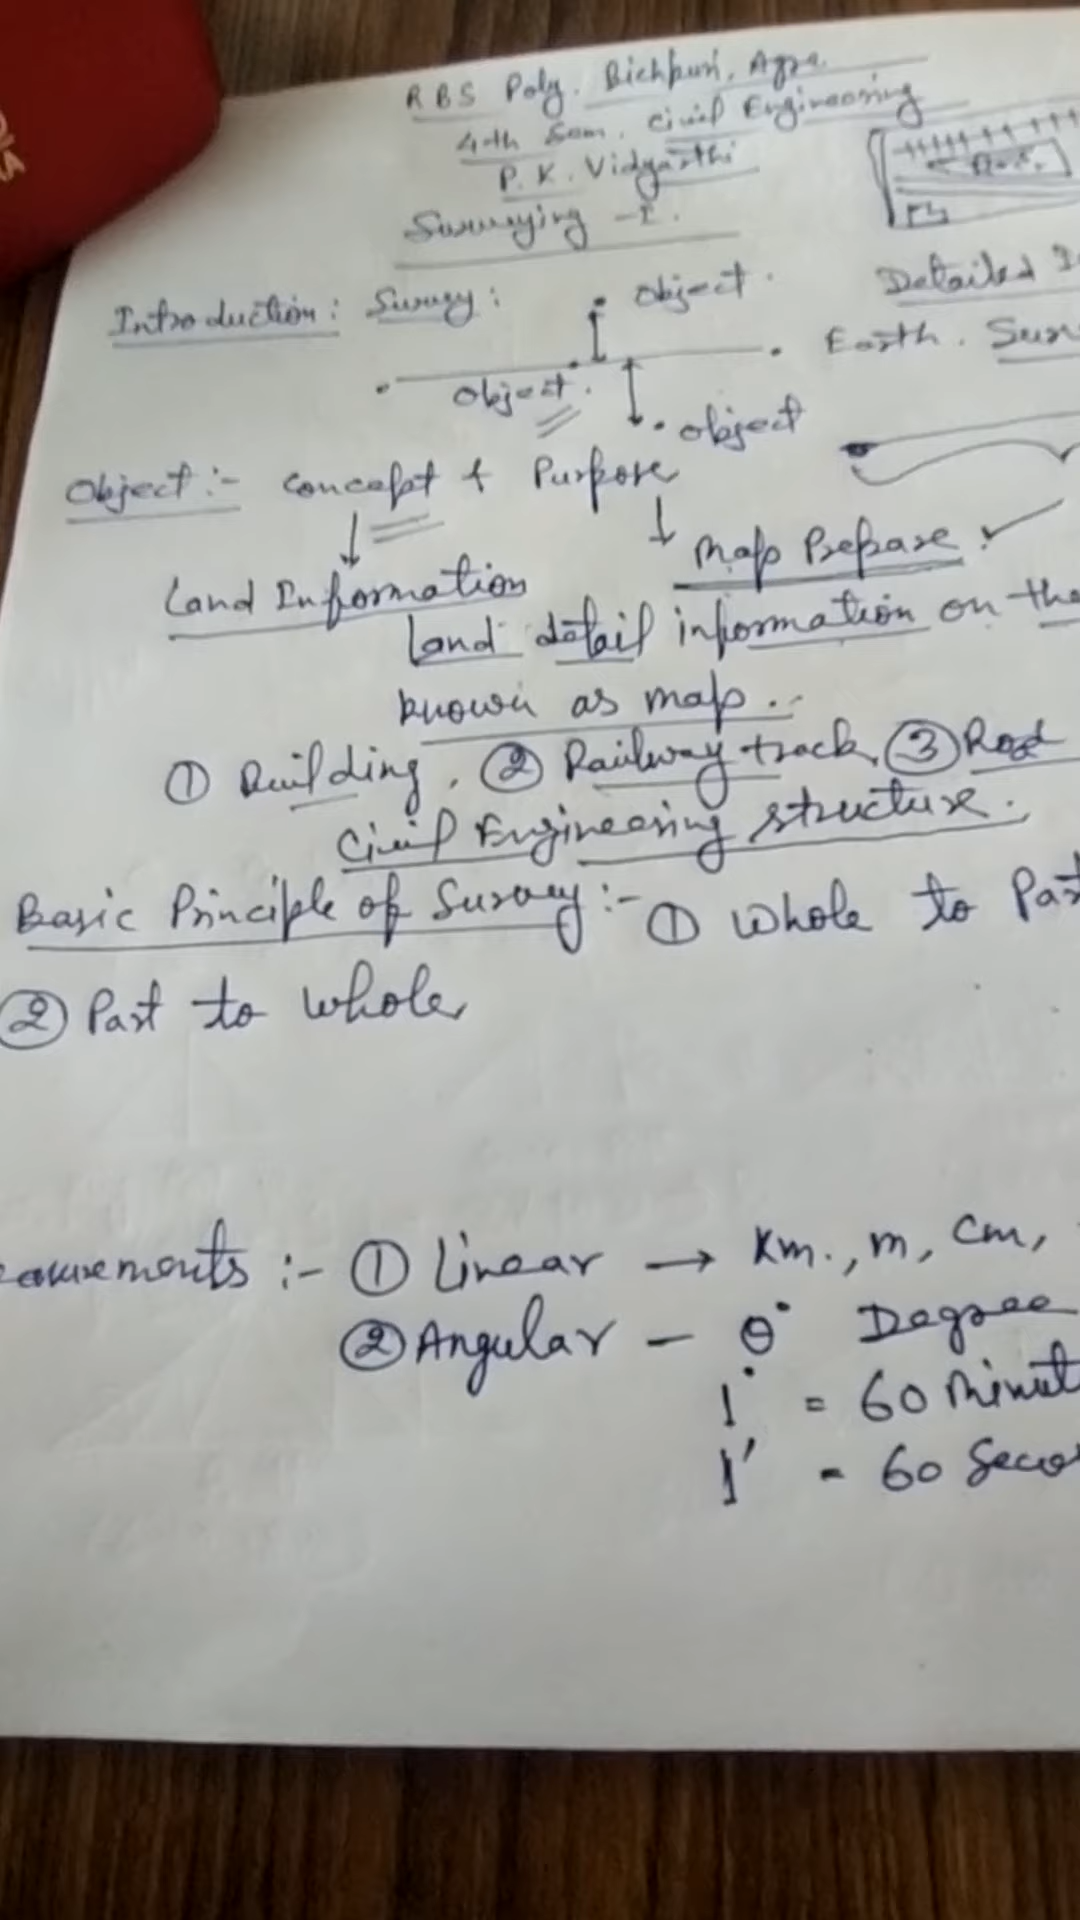 RBS Poly. Bichpuri, Agra.
4th Sem. Civil Engineering
P. K. Vidyarthi
Surveying -I.
Introduction: Survey: Object.
Detailed
Object. Earth.
Object
Object:- Concept & Purpose
Map Prepare ✓
Land Information
Land detail information on the
known as map.
① Building, ② Railway track, ③ Road
Civil Engineering structure.
Basic Principle of Survey:- ① Whole to Part
② Part to whole
① Linear → Km., m, Cm,
② Angular - θ° Degree
1° = 60 Minut
1' = 60 Secon